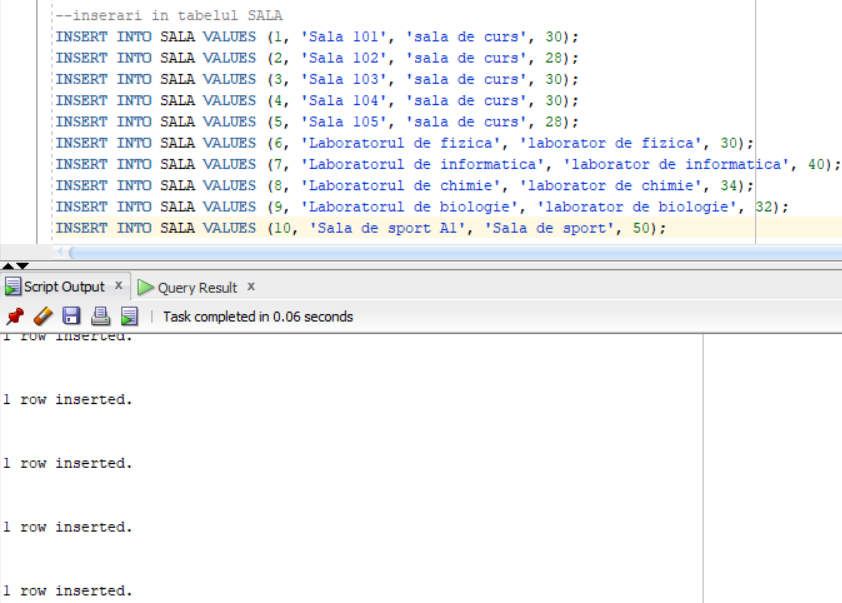 --inserari in tabelul SALA
INSERT INTO SALA VALUES (1, 'Sala 101', 'sala de curs', 30);
INSERT INTO SALA VALUES (2, 'Sala 102', 'sala de curs', 28);
INSERT INTO SALA VALUES (3, 'Sala 103', 'sala de curs', 30);
INSERT INTO SALA VALUES (4, 'Sala 104', 'sala de curs', 30);
INSERT INTO SALA VALUES (5, 'Sala 105', 'sala de curs', 28);
INSERT INTO SALA VALUES (6, 'Laboratorul de fizica', 'laborator de fizica', 30);
INSERT INTO SALA VALUES (7, 'Laboratorul de informatica', 'laborator de informatica', 40);
INSERT INTO SALA VALUES (8, 'Laboratorul de chimie', 'laborator de chimie', 34);
INSERT INTO SALA VALUES (9, 'Laboratorul de biologie', 'laborator de biologie', 32);
INSERT INTO SALA VALUES (10, 'Sala de sport A1', 'Sala de sport', 50);
Script Output x Query Result x
Task completed in 0.06 seconds
1 row inserted.
1 row inserted.
1 row inserted.
1 row inserted.
1 row inserted.